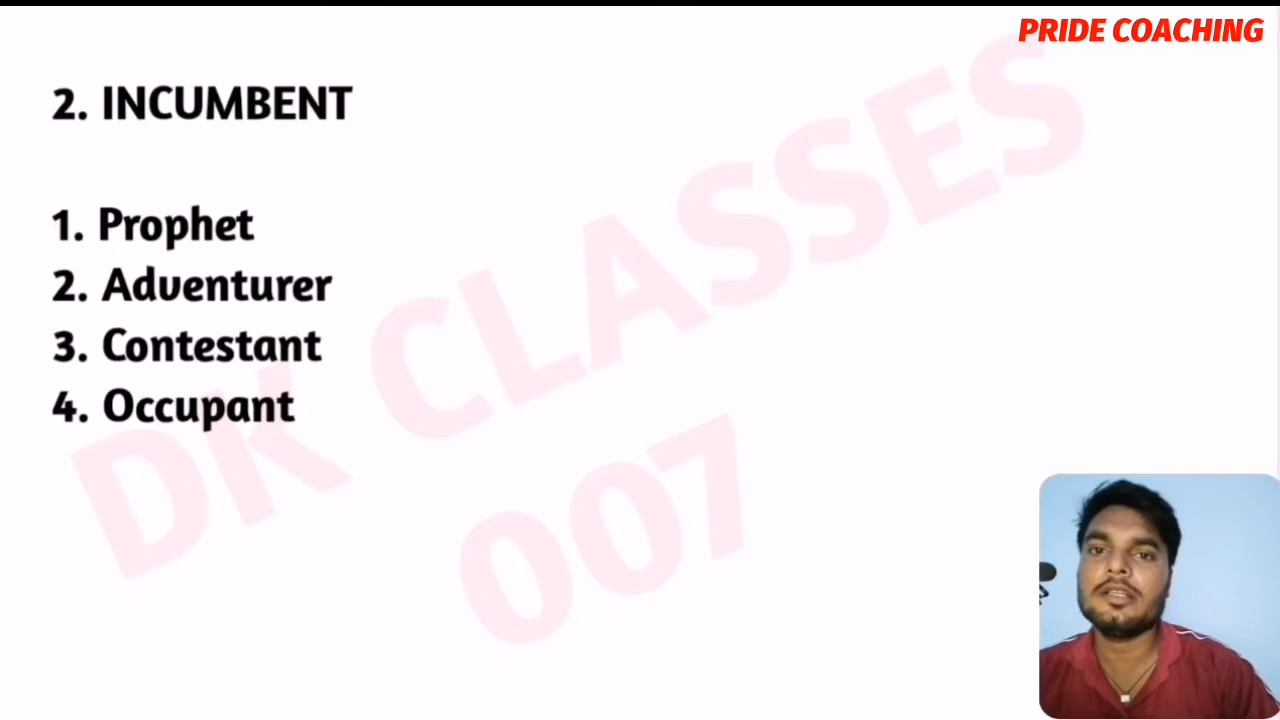 PRIDE COACHING
2. INCUMBENT
1. Prophet
2. Adventurer
3. Contestant
4. Occupant
DK CLASSES
007